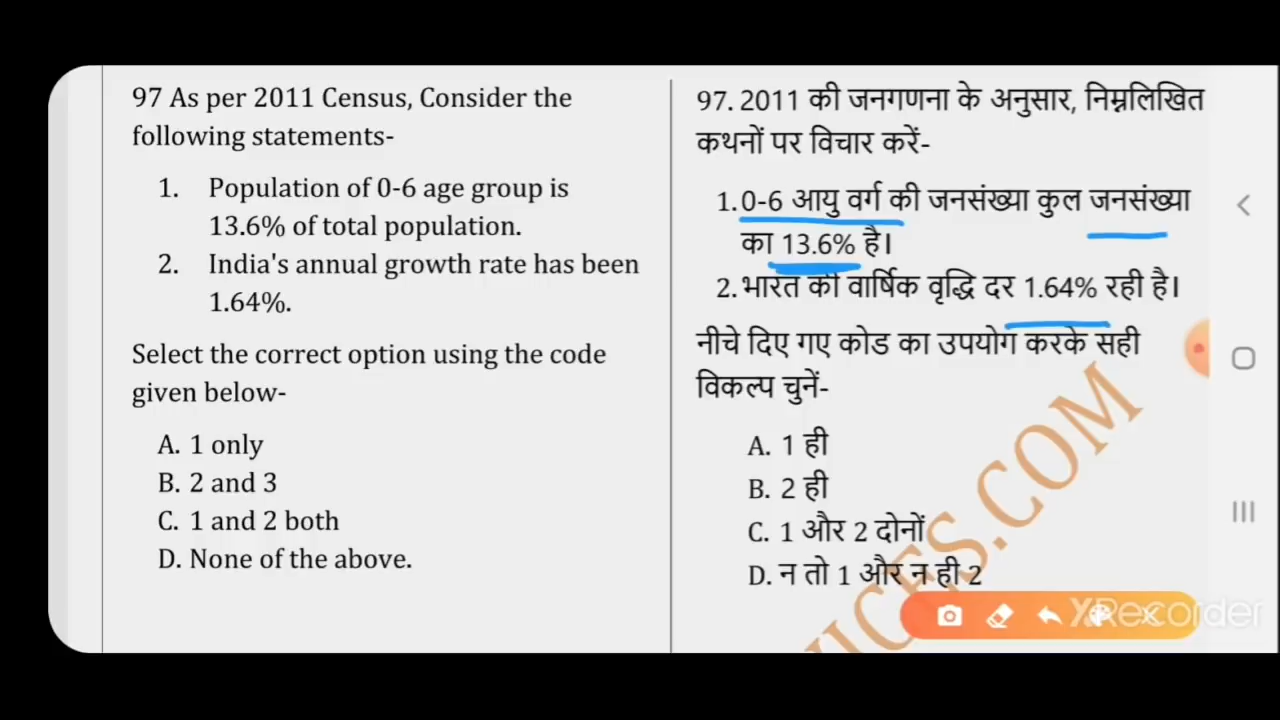 97 As per 2011 Census, Consider the
following statements-
1. Population of 0-6 age group is
13.6% of total population.
2. India's annual growth rate has been
1.64%.
Select the correct option using the code
given below-
A. 1 only
B. 2 and 3
C. 1 and 2 both
D. None of the above.
97. 2011 की जनगणना के अनुसार, निम्नलिखित
कथनों पर विचार करें-
1. 0-6 आयु वर्ग की जनसंख्या कुल जनसंख्या
का 13.6% है।
2. भारत की वार्षिक वृद्धि दर 1.64% रही है।
नीचे दिए गए कोड का उपयोग करके सही
विकल्प चुनें-
A. 1 ही
B. 2 ही
C. 1 और 2 दोनों
D. न तो 1 और न ही 2
XRecorder